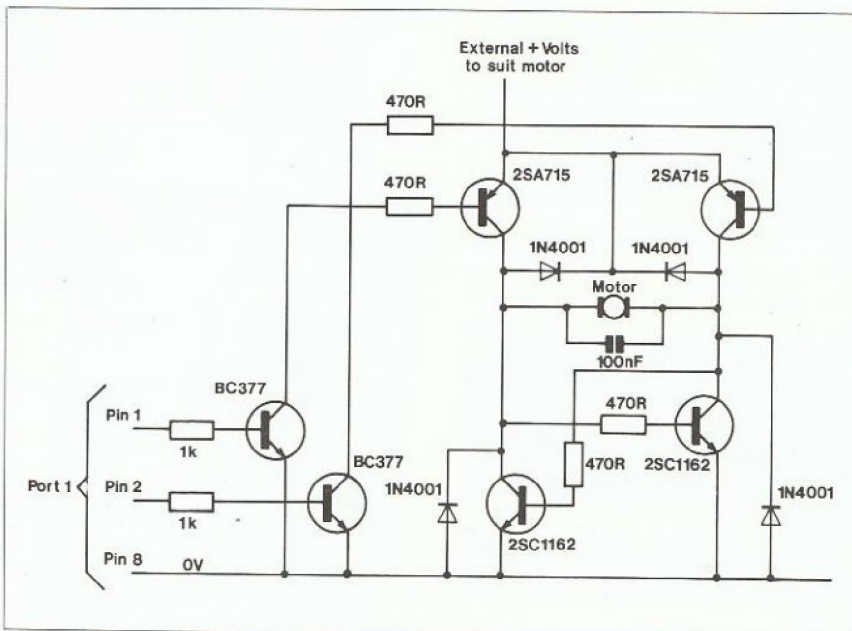 External + Volts
to suit motor
470R
470R
2SA715
2SA715
1N4001
1N4001
Motor
100nF
BC377
Pin 1
1k
470R
2SC1162
470R
BC377
Port 1
Pin 2
1k
1N4001
1N4001
2SC1162
Pin 8
0V